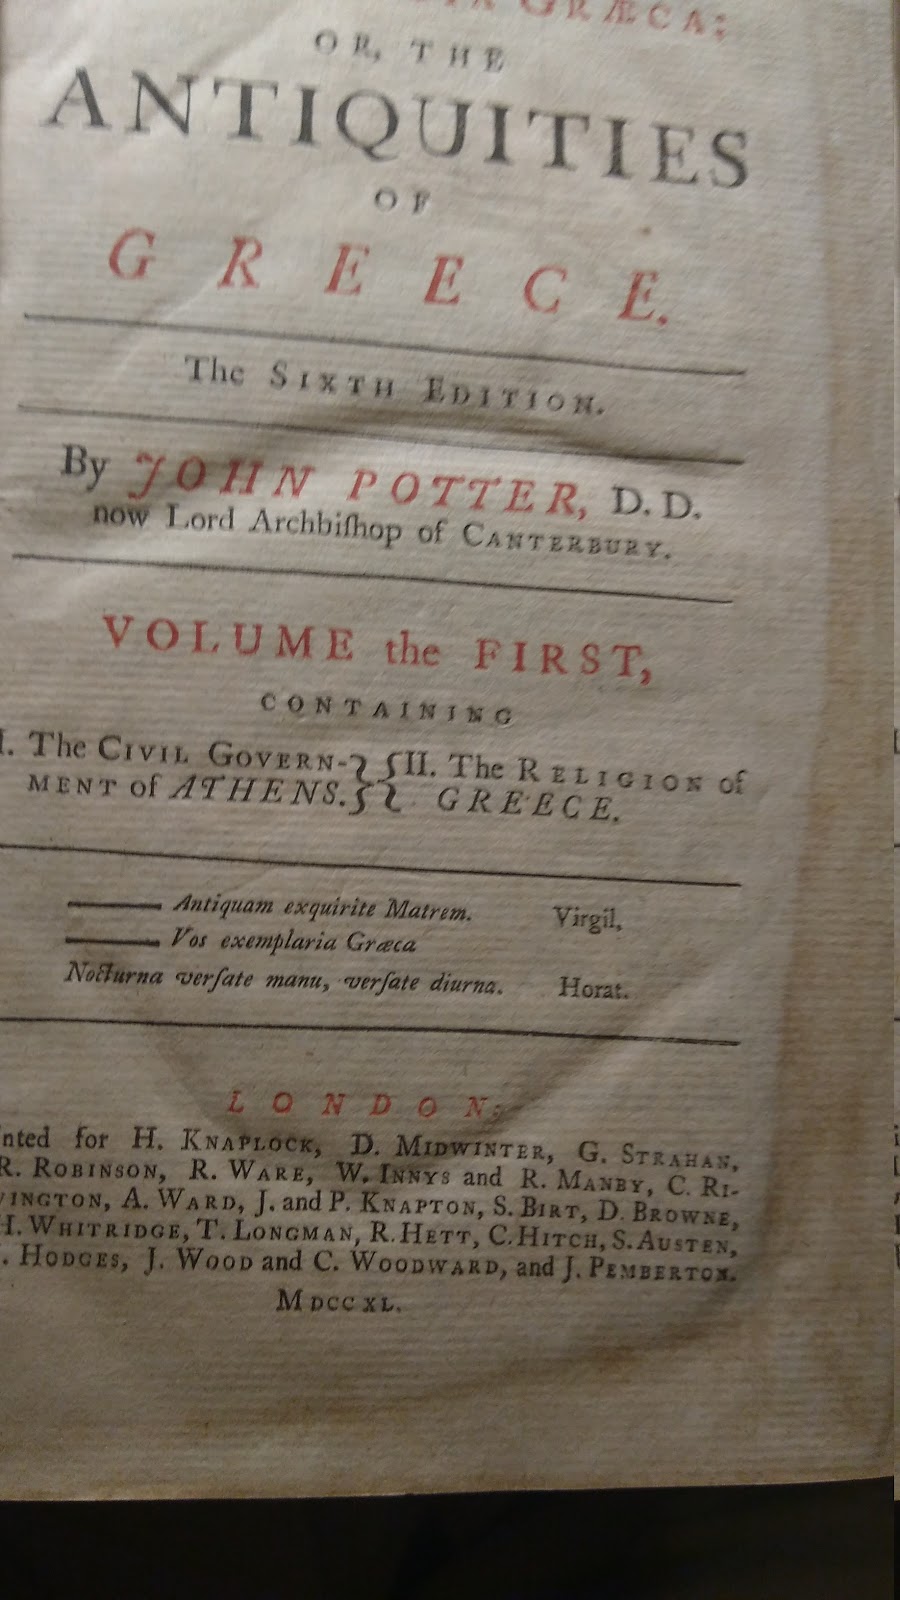 GRÆCA:
OR, THE
ANTIQUITIES
OF
GREECE.
The SIXTH EDITION.
By JOHN POTTER, D. D.
now Lord Archbiſhop of CANTERBURY.
VOLUME the FIRST,
CONTAINING
I. The CIVIL GOVERN-} {II. The RELIGION of
MENT of ATHENS.} { GREECE.
—— Antiquam exquirite Matrem. Virgil,
—— Vos exemplaria Græca
Nocturna verſate manu, verſate diurna. Horat.
LONDON:
nted for H. KNAPLOCK, D. MIDWINTER, G. STRAHAN,
R. ROBINSON, R. WARE, W. INNYS and R. MANBY, C. RI-
VINGTON, A. WARD, J. and P. KNAPTON, S. BIRT, D. BROWNE,
H. WHITRIDGE, T. LONGMAN, R. HETT, C. HITCH, S. AUSTEN,
. HODGES, J. WOOD and C. WOODWARD, and J. PEMBERTON.
MDCCXL.